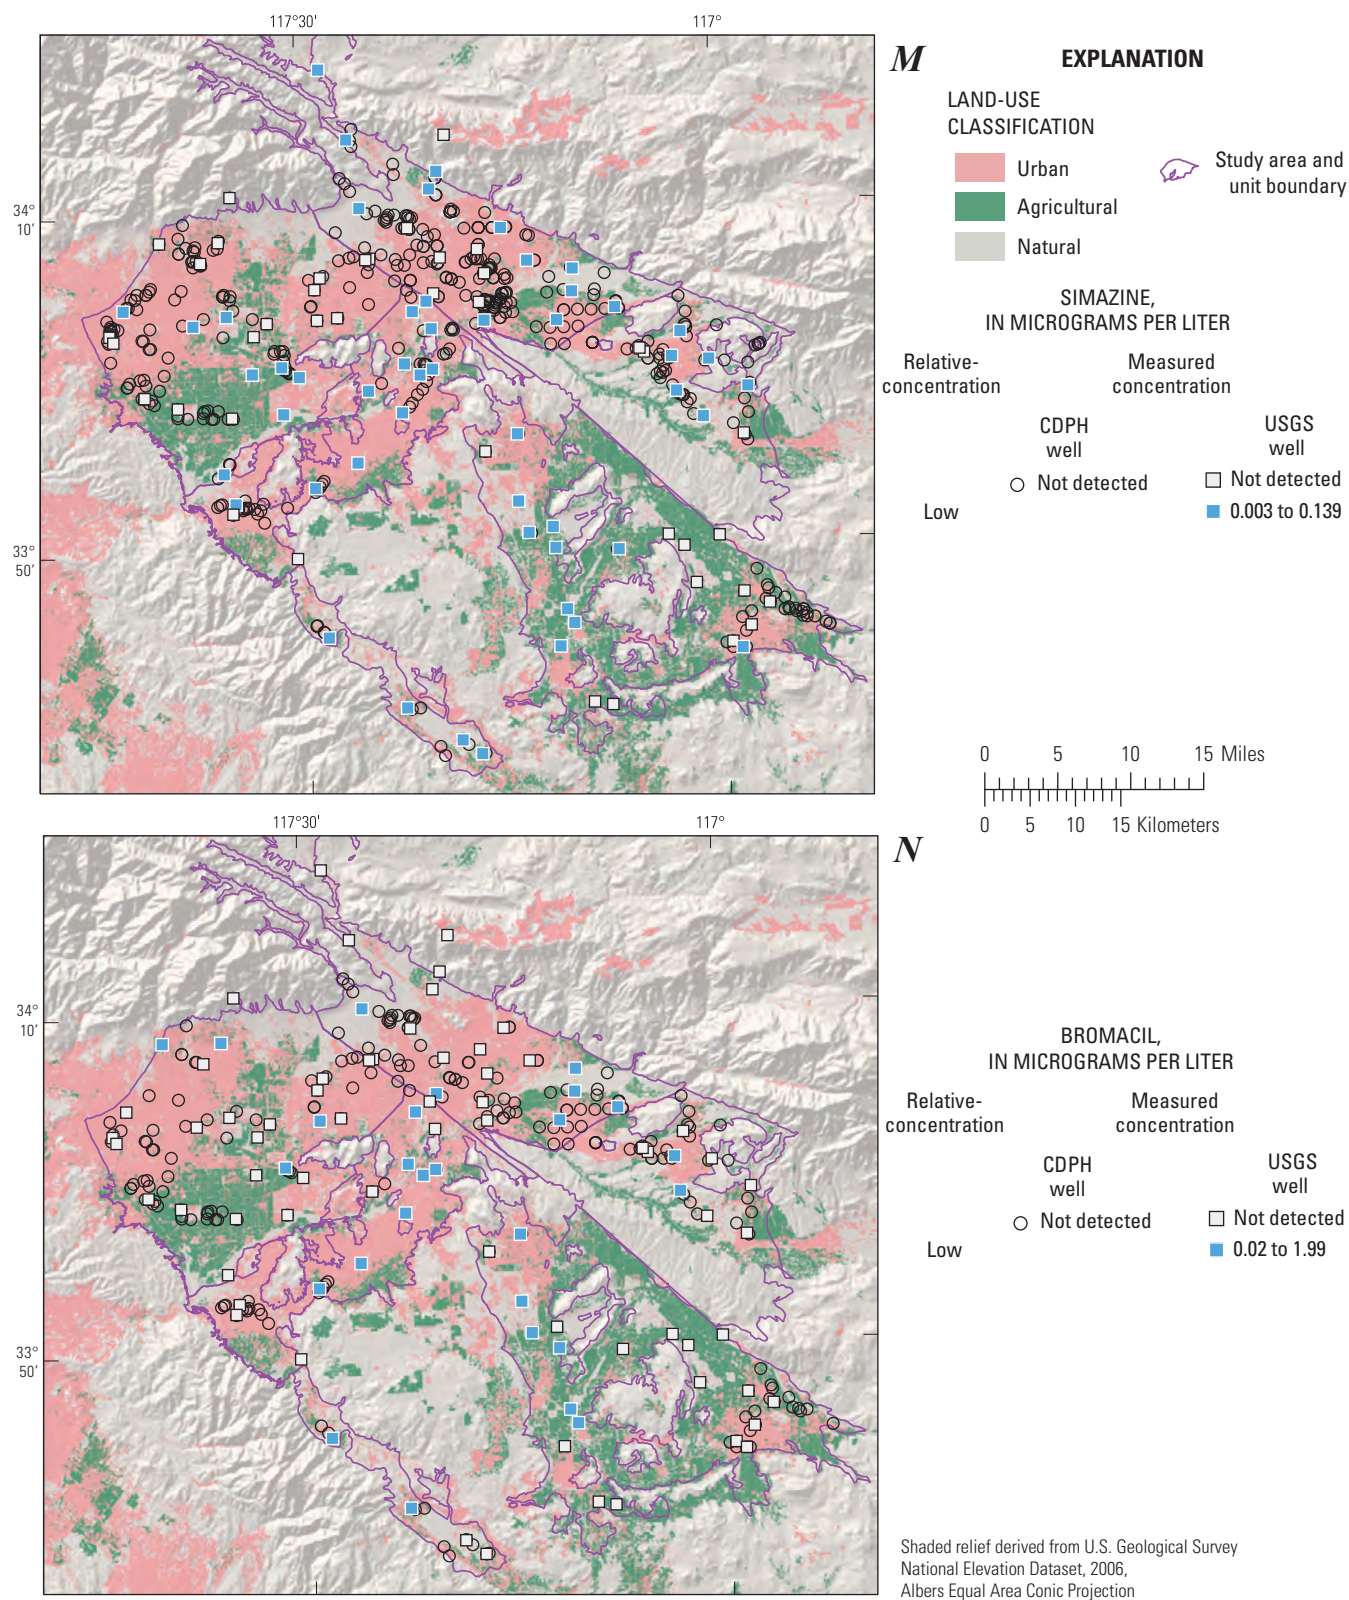 117°30'
117°
M
EXPLANATION
LAND-USE
CLASSIFICATION
Urban
Agricultural
Natural
Study area and
unit boundary
34°
10'
33°
50'
SIMAZINE,
IN MICROGRAMS PER LITER
Relative-
concentration
Measured
concentration
CDPH
well
USGS
well
Not detected
Not detected
Low
0.003 to 0.139
0 5 10 15 Miles
0 5 10 15 Kilometers
117°30'
117°
N
34°
10'
33°
50'
BROMACIL,
IN MICROGRAMS PER LITER
Relative-
concentration
Measured
concentration
CDPH
well
USGS
well
Not detected
Not detected
Low
0.02 to 1.99
Shaded relief derived from U.S. Geological Survey
National Elevation Dataset, 2006,
Albers Equal Area Conic Projection